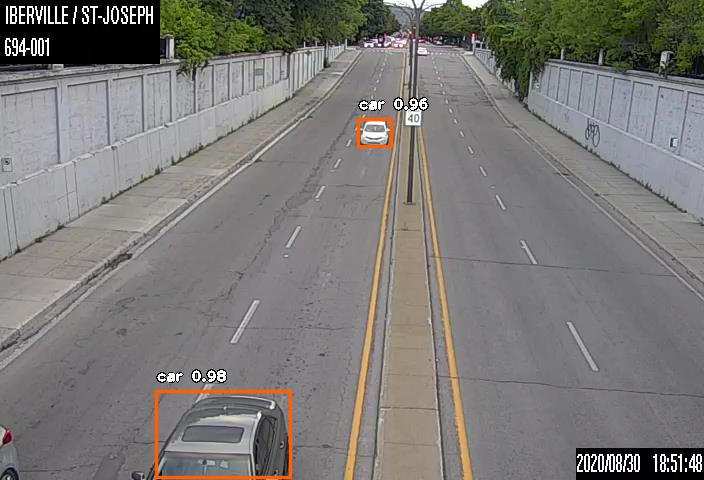 IBERVILLE / ST-JOSEPH
694-001
car 0.96
40
car 0.98
2020/08/30 18:51:48